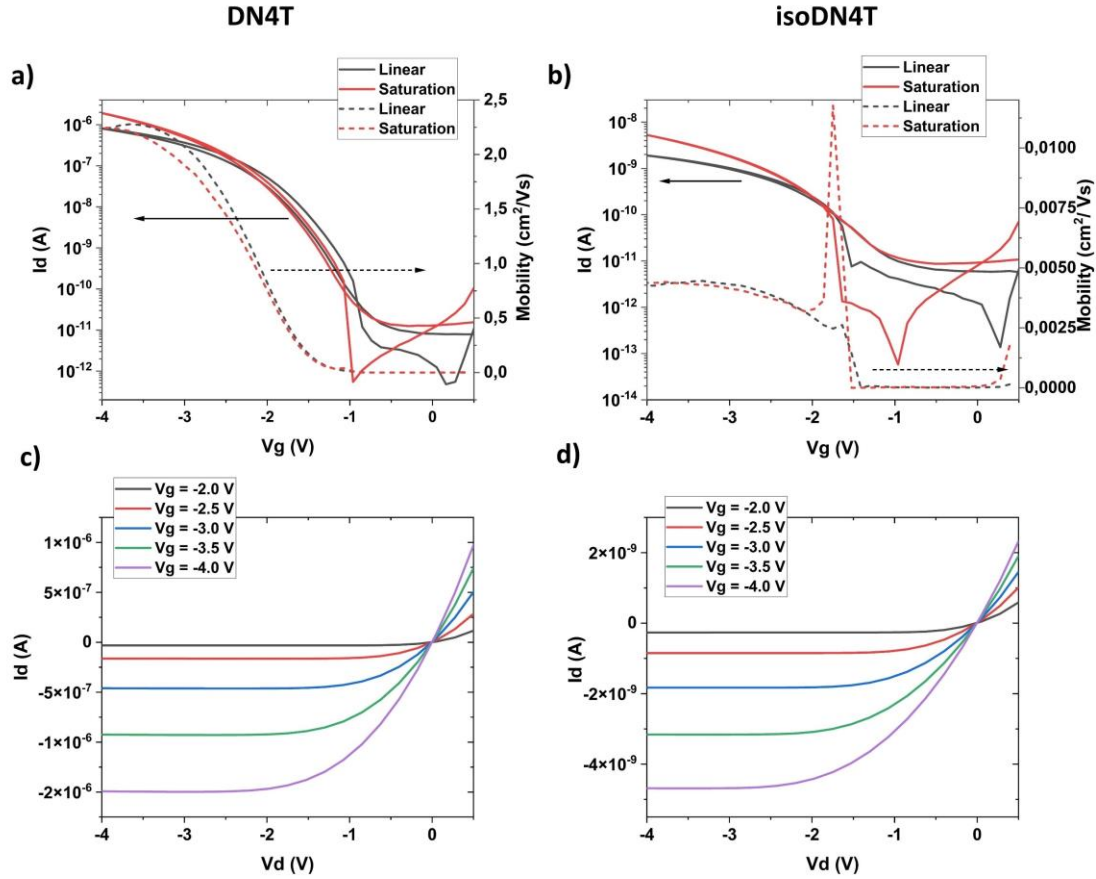 DN4T
isoDN4T
a)
Linear
Saturation
Linear
Saturation
10⁻⁶
10⁻⁷
10⁻⁸
10⁻⁹
10⁻¹⁰
10⁻¹¹
10⁻¹²
Id (A)
2,5
2,0
1,5
1,0
0,5
0,0
Mobility (cm²/Vs)
-4
-3
-2
-1
0
Vg (V)
b)
Linear
Saturation
Linear
Saturation
10⁻⁸
10⁻⁹
10⁻¹⁰
10⁻¹¹
10⁻¹²
10⁻¹³
10⁻¹⁴
Id (A)
0,0100
0,0075
0,0050
0,0025
0,0000
Mobility (cm²/ Vs)
-4
-3
-2
-1
0
Vg (V)
c)
Vg = -2.0 V
Vg = -2.5 V
Vg = -3.0 V
Vg = -3.5 V
Vg = -4.0 V
1×10⁻⁶
5×10⁻⁷
0
-5×10⁻⁷
-1×10⁻⁶
-2×10⁻⁶
Id (A)
-4
-3
-2
-1
0
Vd (V)
d)
Vg = -2.0 V
Vg = -2.5 V
Vg = -3.0 V
Vg = -3.5 V
Vg = -4.0 V
2×10⁻⁹
0
-2×10⁻⁹
-4×10⁻⁹
Id (A)
-4
-3
-2
-1
0
Vd (V)